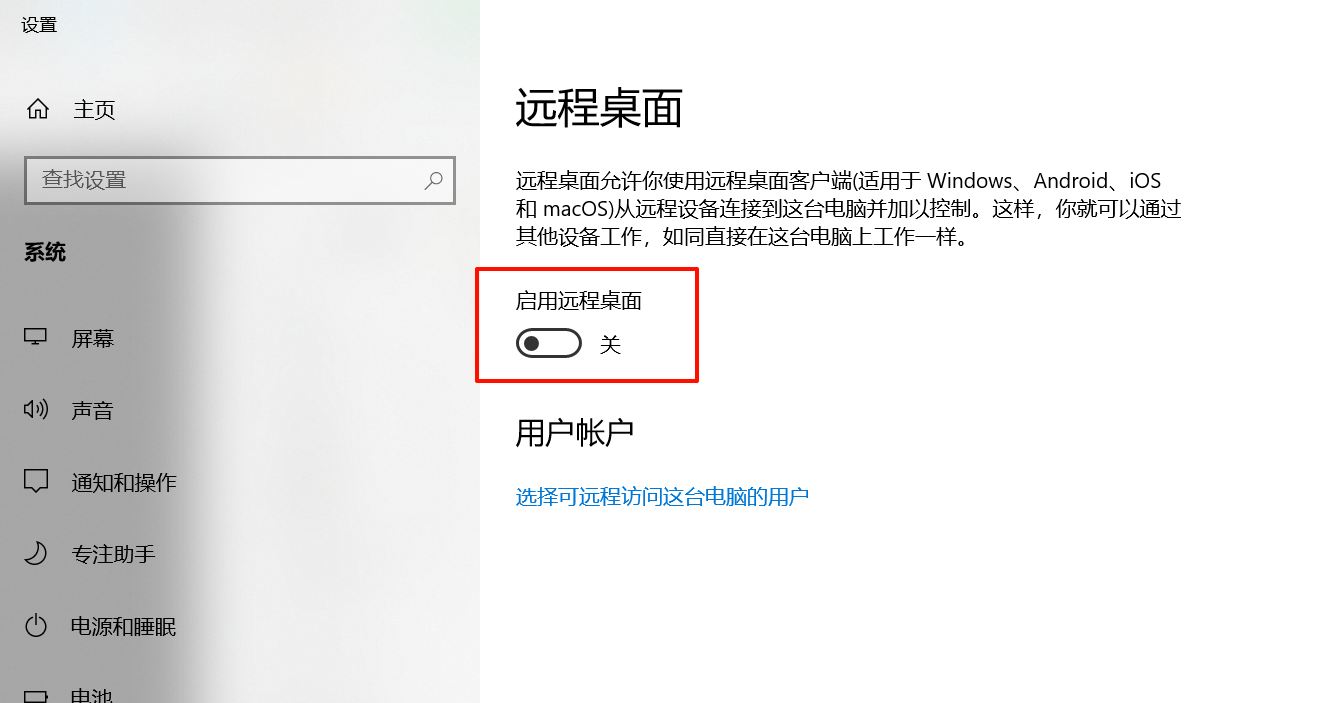 设置
主页
查找设置
系统
屏幕
声音
通知和操作
专注助手
电源和睡眠
电池
远程桌面
远程桌面允许你使用远程桌面客户端(适用于 Windows、Android、iOS
和 macOS)从远程设备连接到这台电脑并加以控制。这样，你就可以通过
其他设备工作，如同直接在这台电脑上工作一样。
启用远程桌面
关
用户帐户
选择可远程访问这台电脑的用户